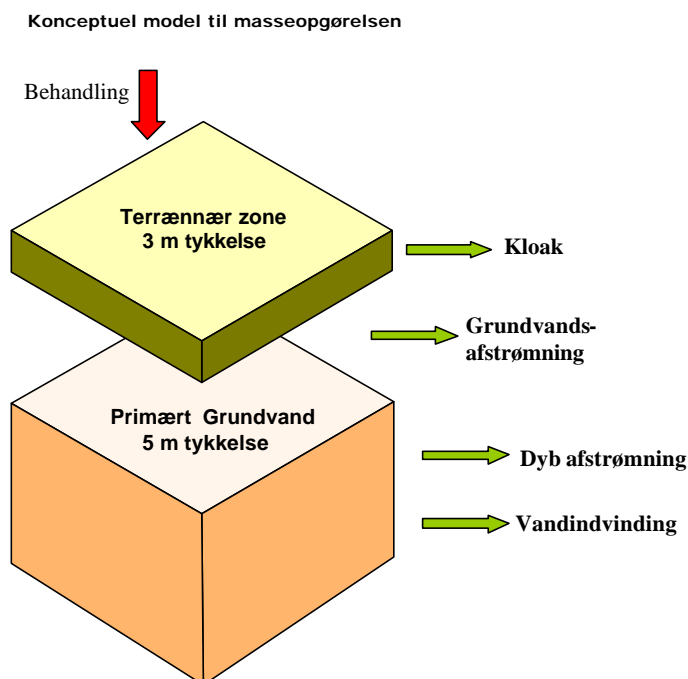 Konceptuel model til masseopgørelsen
Behandling
Terrænnær zone
3 m tykkelse
Kloak
Grundvands-
afstrømning
Primært Grundvand
5 m tykkelse
Dyb afstrømning
Vandindvinding